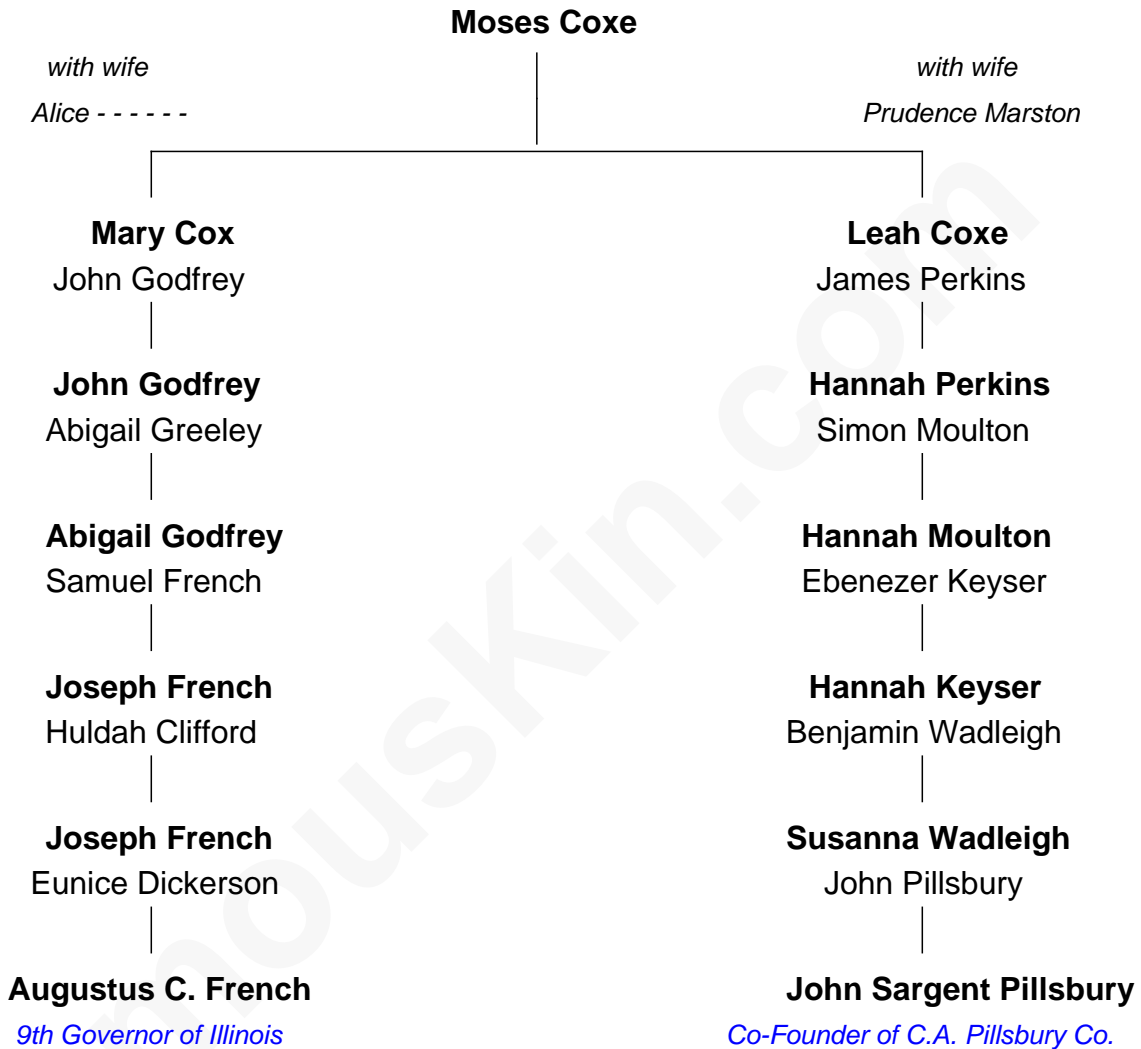 Moses Coxe
with wife
Alice - - - - - -
with wife
Prudence Marston
Mary Cox
John Godfrey
Leah Coxe
James Perkins
John Godfrey
Abigail Greeley
Hannah Perkins
Simon Moulton
Abigail Godfrey
Samuel French
Hannah Moulton
Ebenezer Keyser
Joseph French
Huldah Clifford
Hannah Keyser
Benjamin Wadleigh
Joseph French
Eunice Dickerson
Susanna Wadleigh
John Pillsbury
Augustus C. French
9th Governor of Illinois
John Sargent Pillsbury
Co-Founder of C.A. Pillsbury Co.
mousKin.com